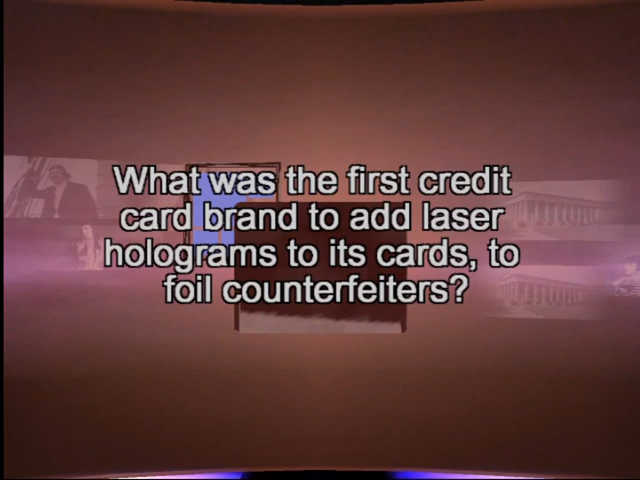 What was the first credit
card brand to add laser
holograms to its cards, to
foil counterfeiters?